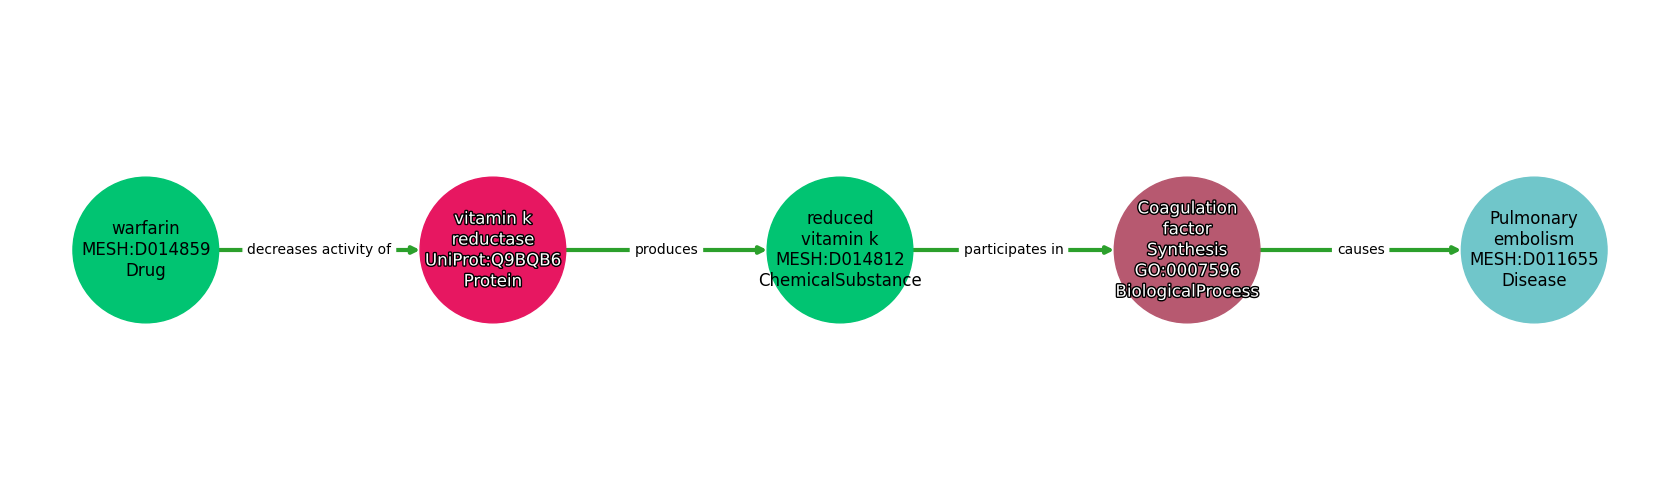 warfarin
MESH:D014859
Drug
decreases activity of
vitamin k
reductase
UniProt:Q9BQB6
Protein
produces
reduced
vitamin k
MESH:D014812
ChemicalSubstance
participates in
Coagulation
factor
Synthesis
GO:0007596
BiologicalProcess
causes
Pulmonary
embolism
MESH:D011655
Disease